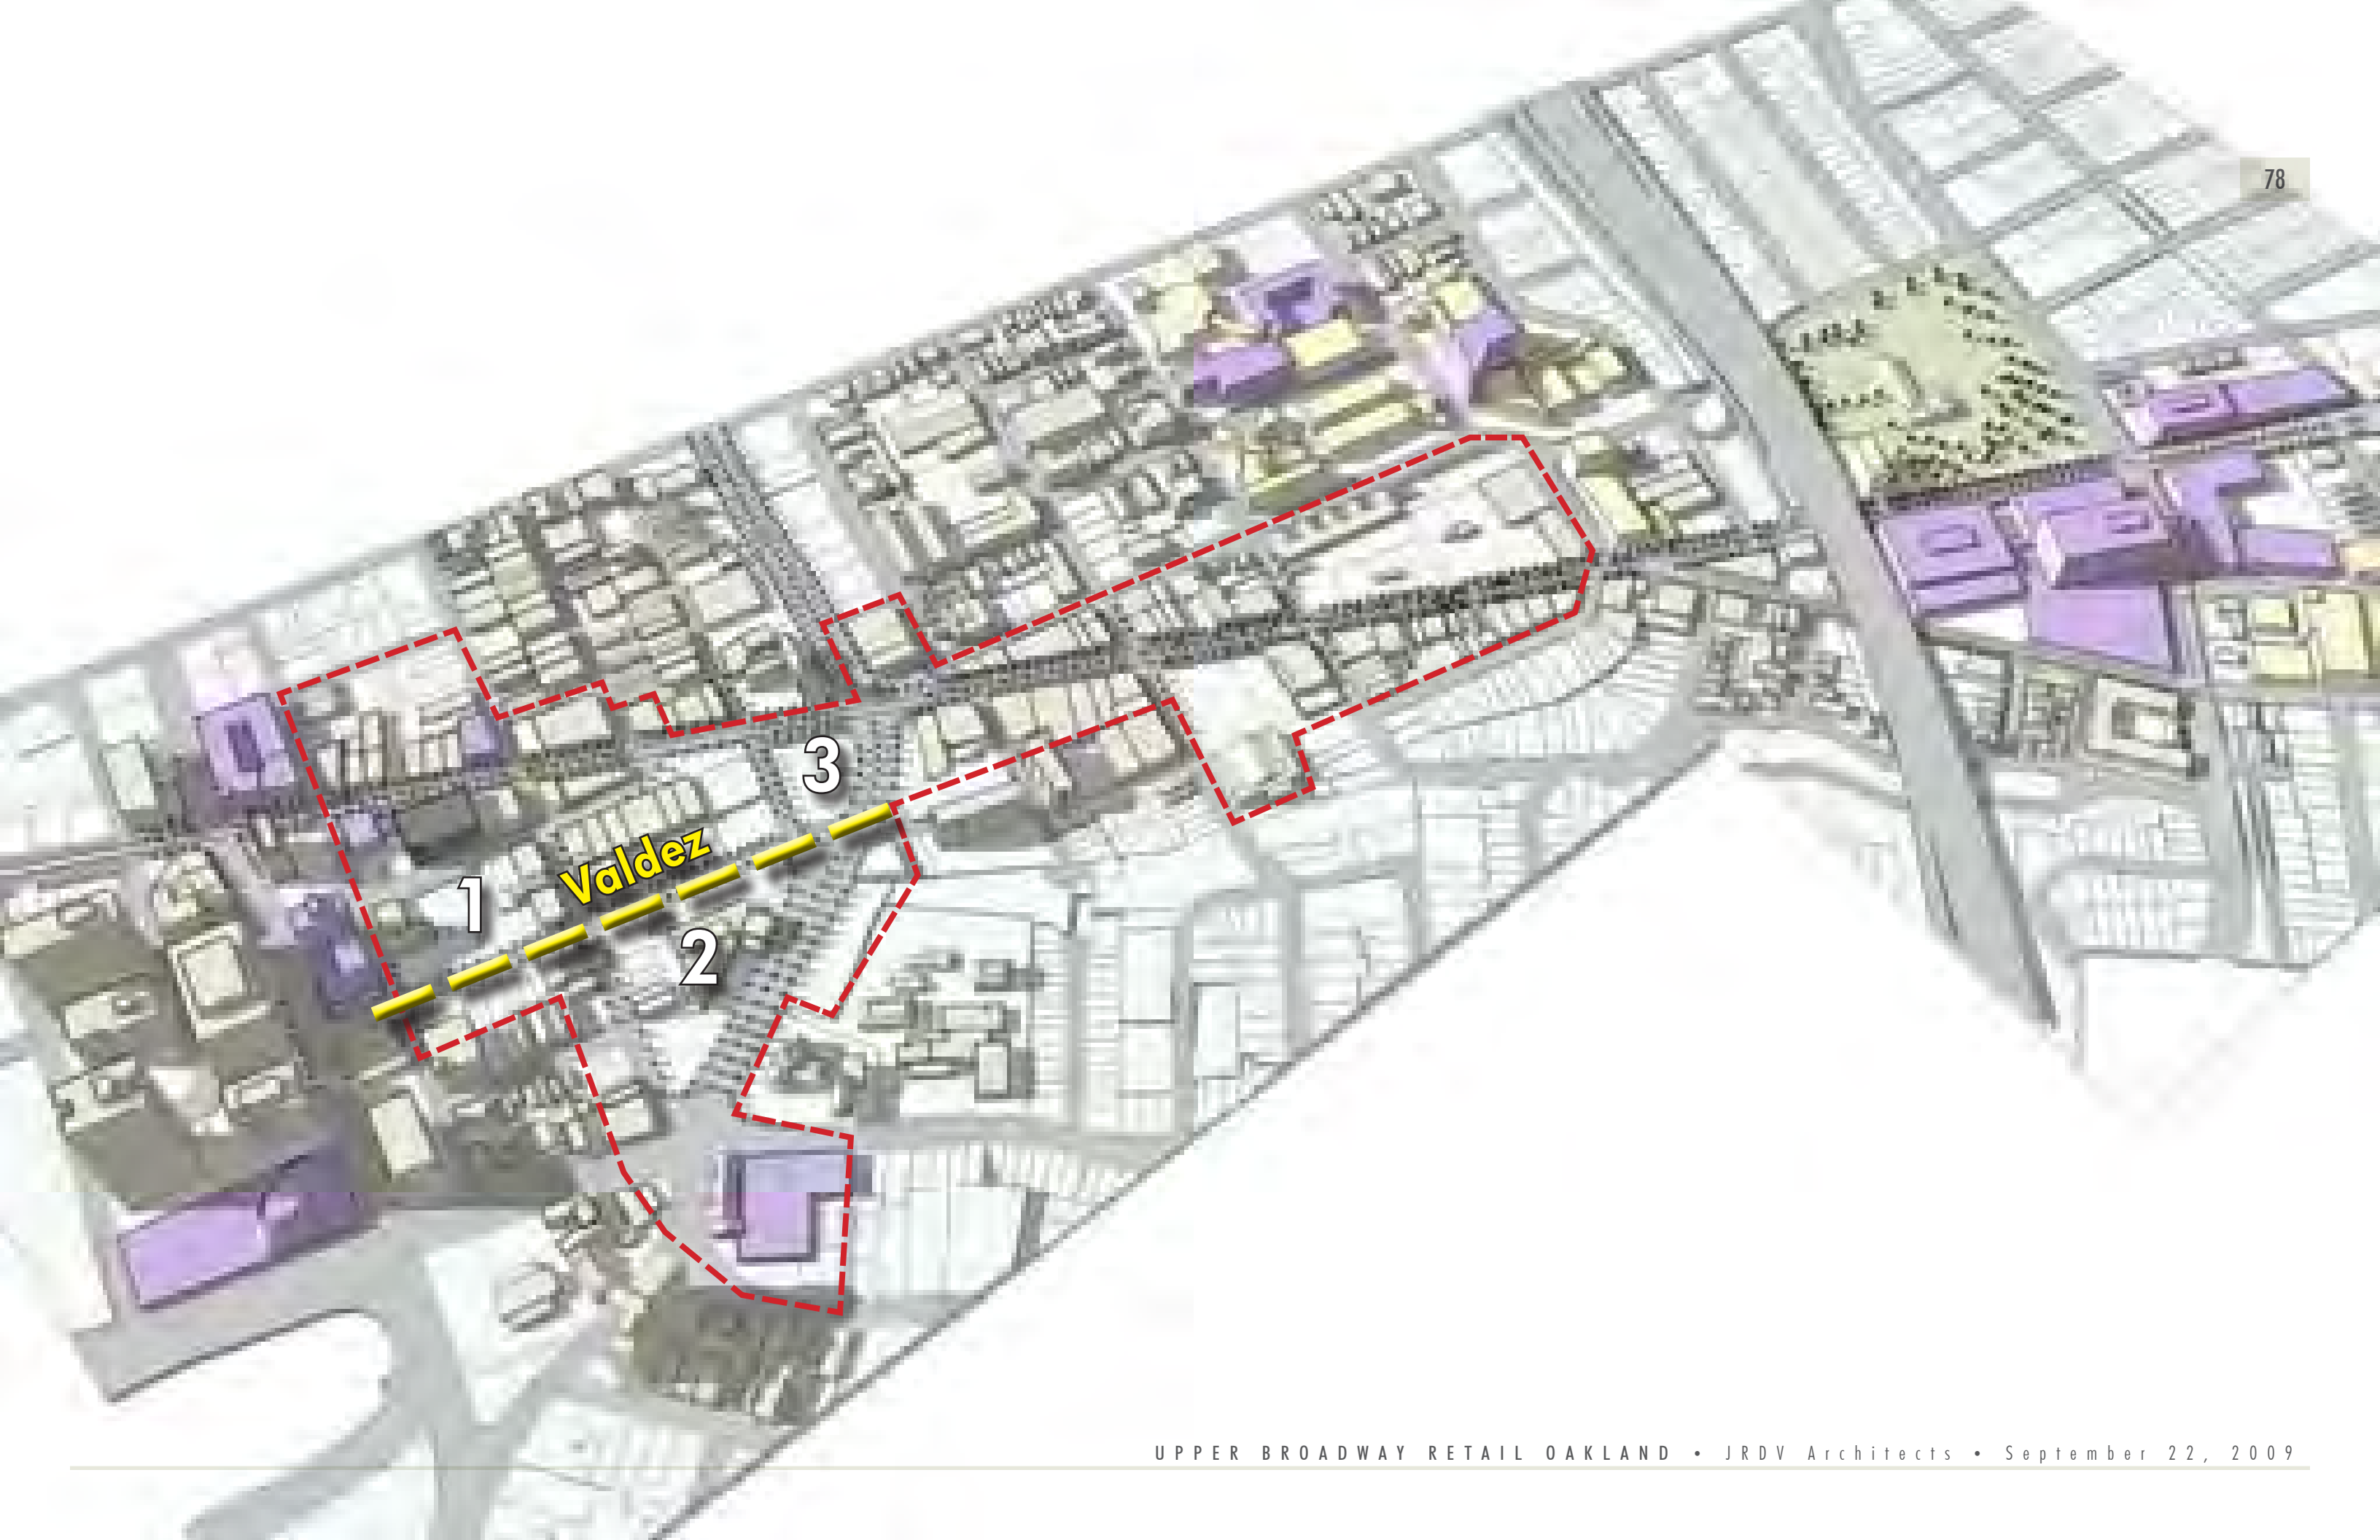 78
3
Valdez
1
2
UPPER BROADWAY RETAIL OAKLAND • JRDV Architects • September 22, 2009